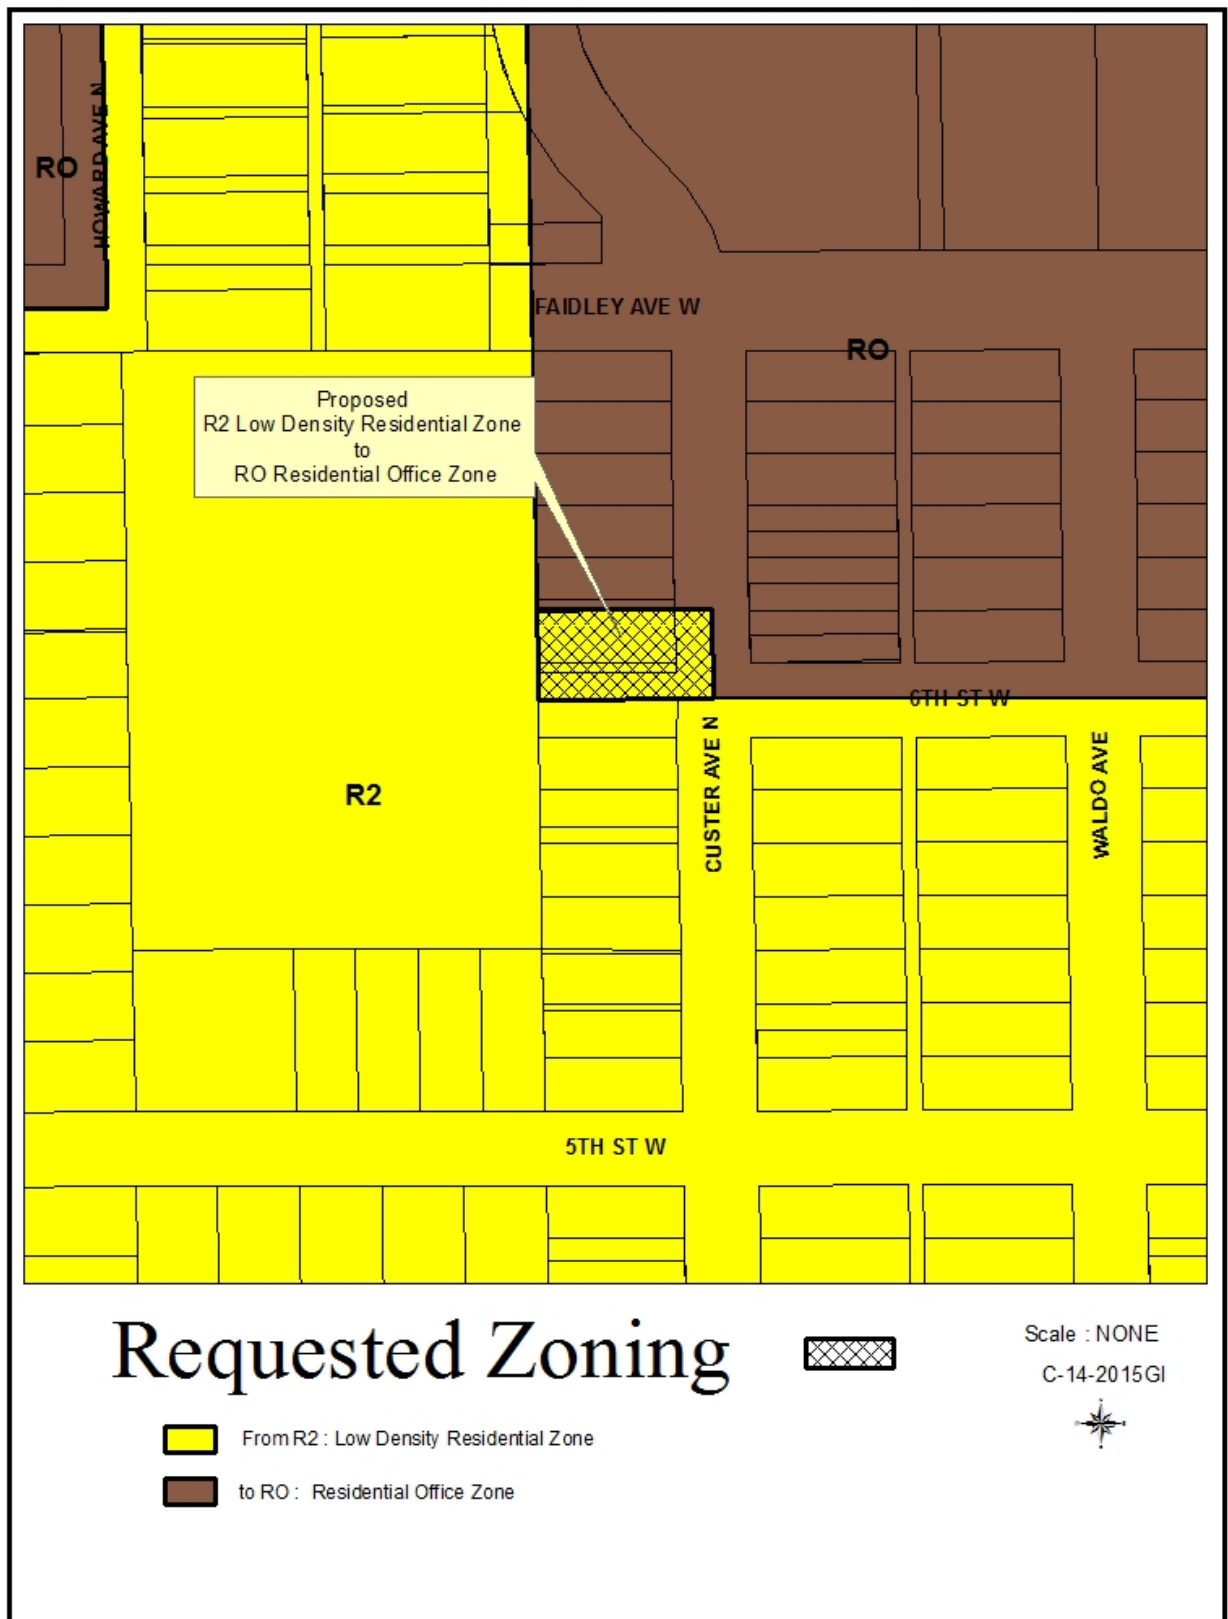 HOWARD AVE N
RO
FAIDLEY AVE W
RO
Proposed
R2 Low Density Residential Zone
to
RO Residential Office Zone
6TH ST W
CUSTER AVE N
WALDO AVE
R2
5TH ST W
Requested Zoning
Scale : NONE
C-14-2015GI
From R2 : Low Density Residential Zone
to RO : Residential Office Zone